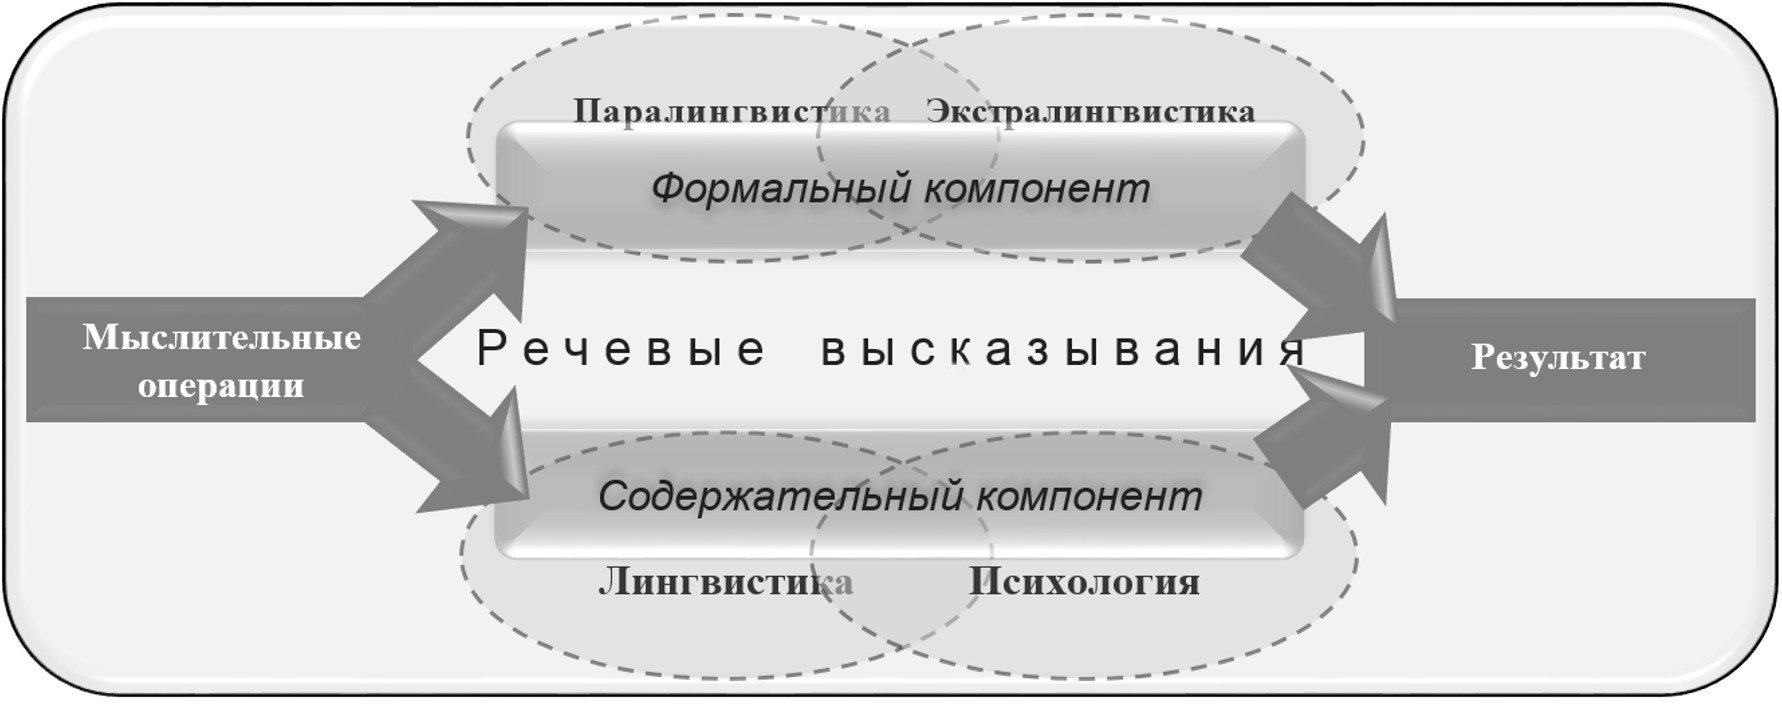 Паралингвистика Экстралингвистика
Формальный компонент
Мыслительные
операции
Речевые высказывания
Результат
Содержательный компонент
Лингвистика Психология